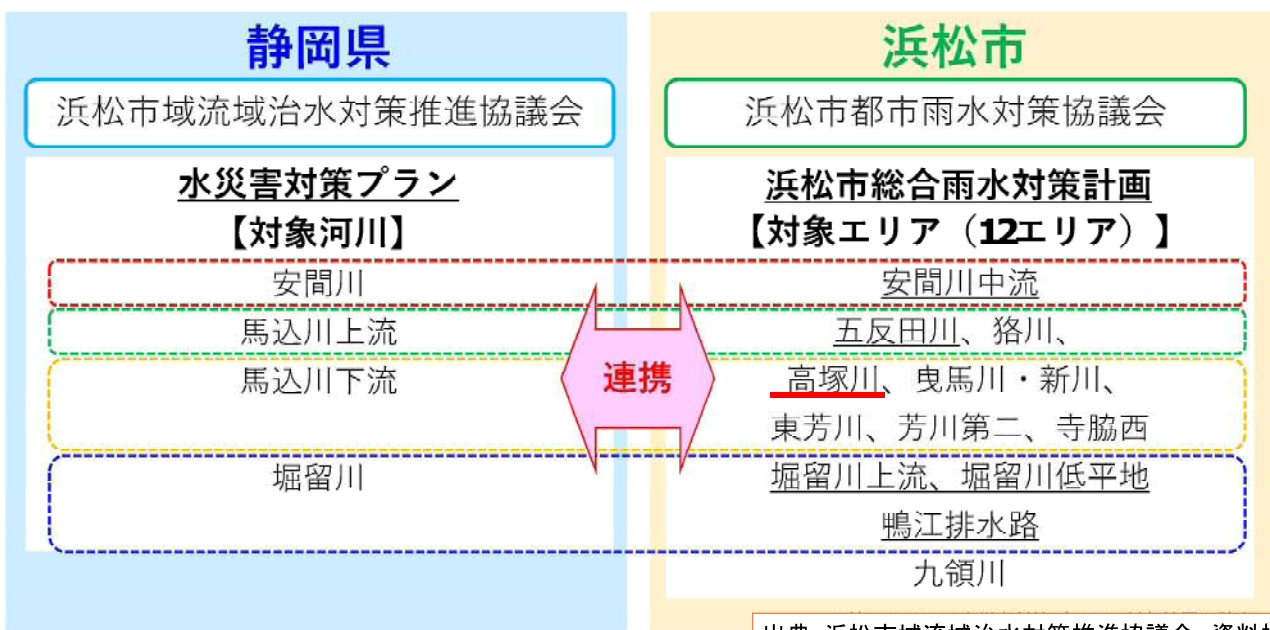 静岡県
浜松市域流域治水対策推進協議会
水災害対策プラン
【対象河川】
安間川
馬込川上流
馬込川下流
堀留川
連携
浜松市
浜松市都市雨水対策協議会
浜松市総合雨水対策計画
【対象エリア（12エリア）】
安間川中流
五反田川、狢川、
高塚川、曳馬川・新川、
東芳川、芳川第二、寺脇西
堀留川上流、堀留川低平地
鴨江排水路
九領川